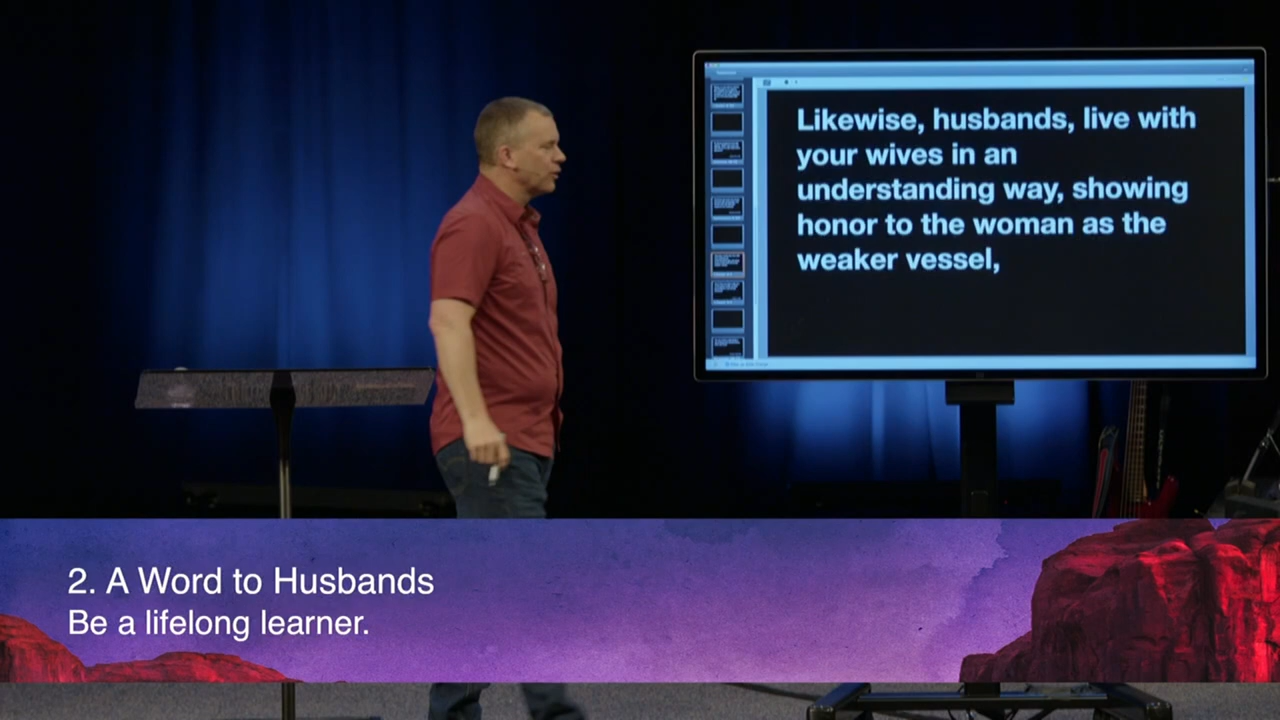 Likewise, husbands, live with
your wives in an
understanding way, showing
honor to the woman as the
weaker vessel,
2. A Word to Husbands
Be a lifelong learner.